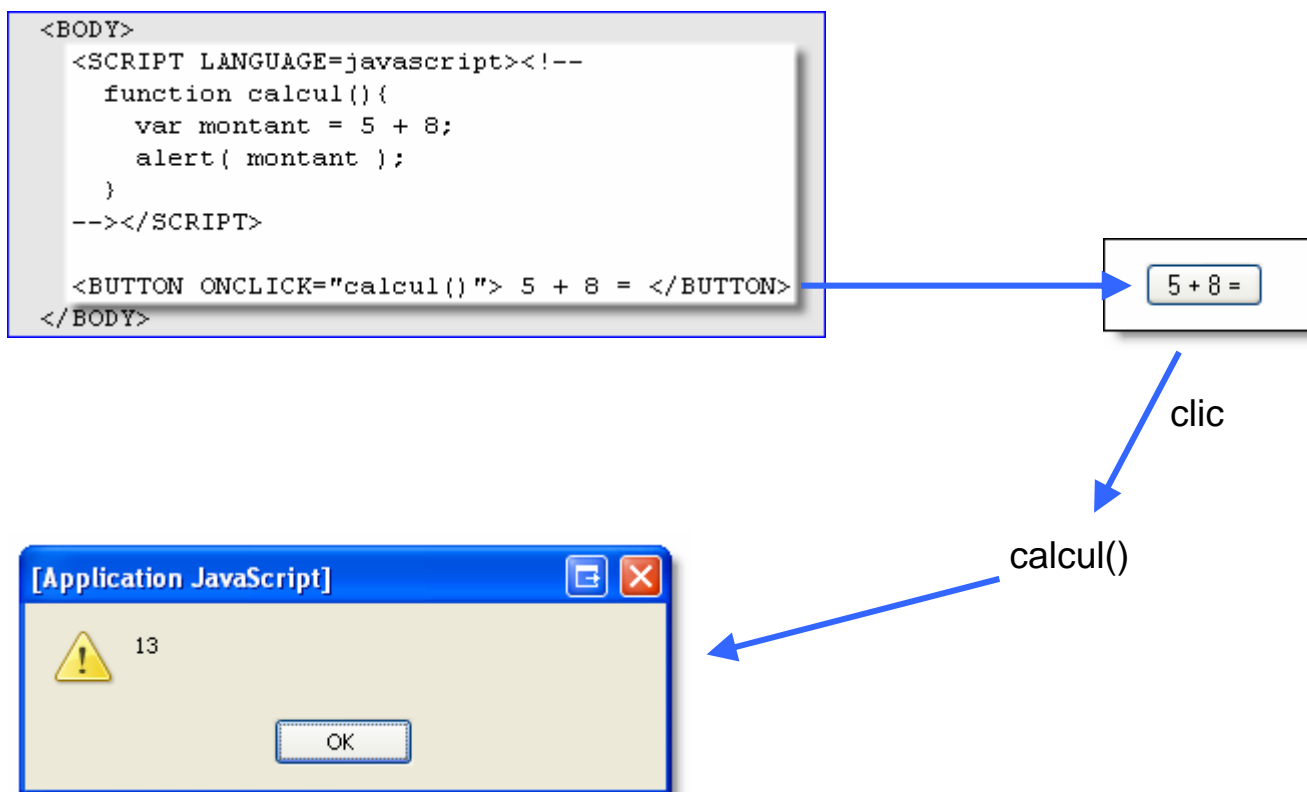 <BODY>
<SCRIPT LANGUAGE=javascript><!--
function calcul(){
var montant = 5 + 8;
alert( montant );
}
--></SCRIPT>
<BUTTON ONCLICK="calcul()"> 5 + 8 = </BUTTON>
</BODY>
5 + 8 =
clic
calcul()
[Application JavaScript]
13
OK